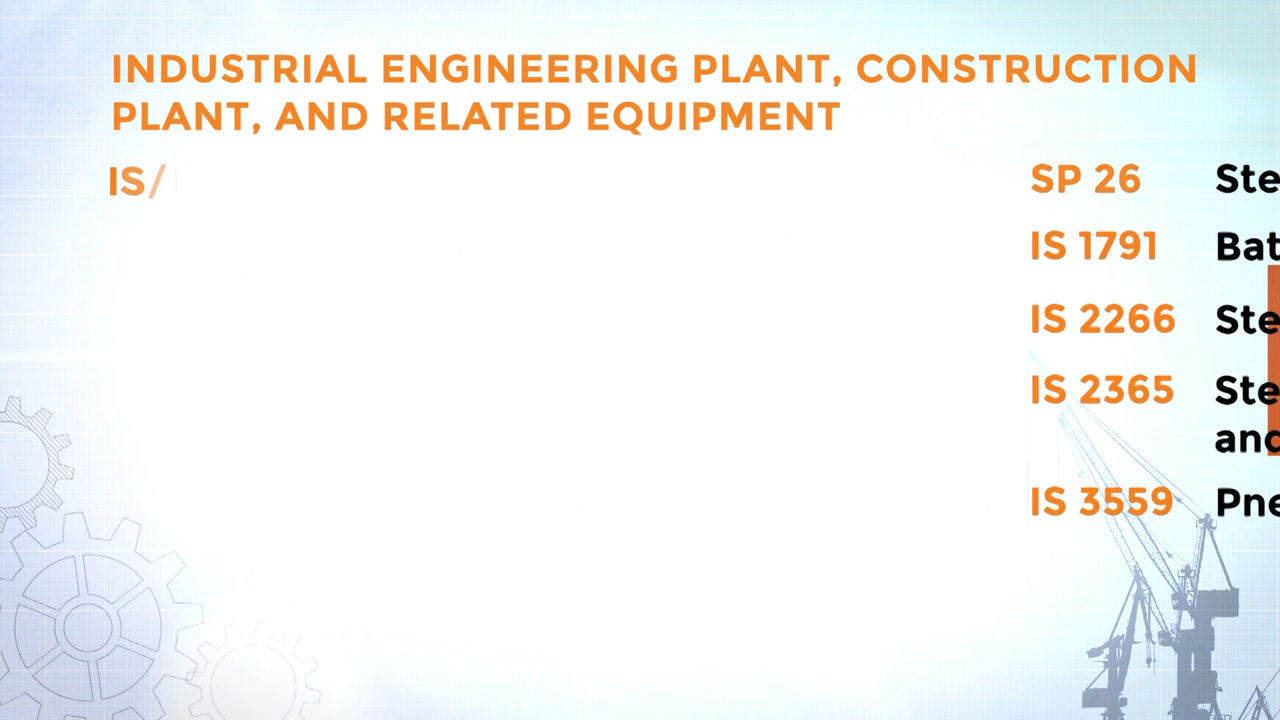 INDUSTRIAL ENGINEERING PLANT, CONSTRUCTION
PLANT, AND RELATED EQUIPMENT
IS/
SP 26 Ste
IS 1791 Bat
IS 2266 Ste
IS 2365 Ste
and
IS 3559 Pne